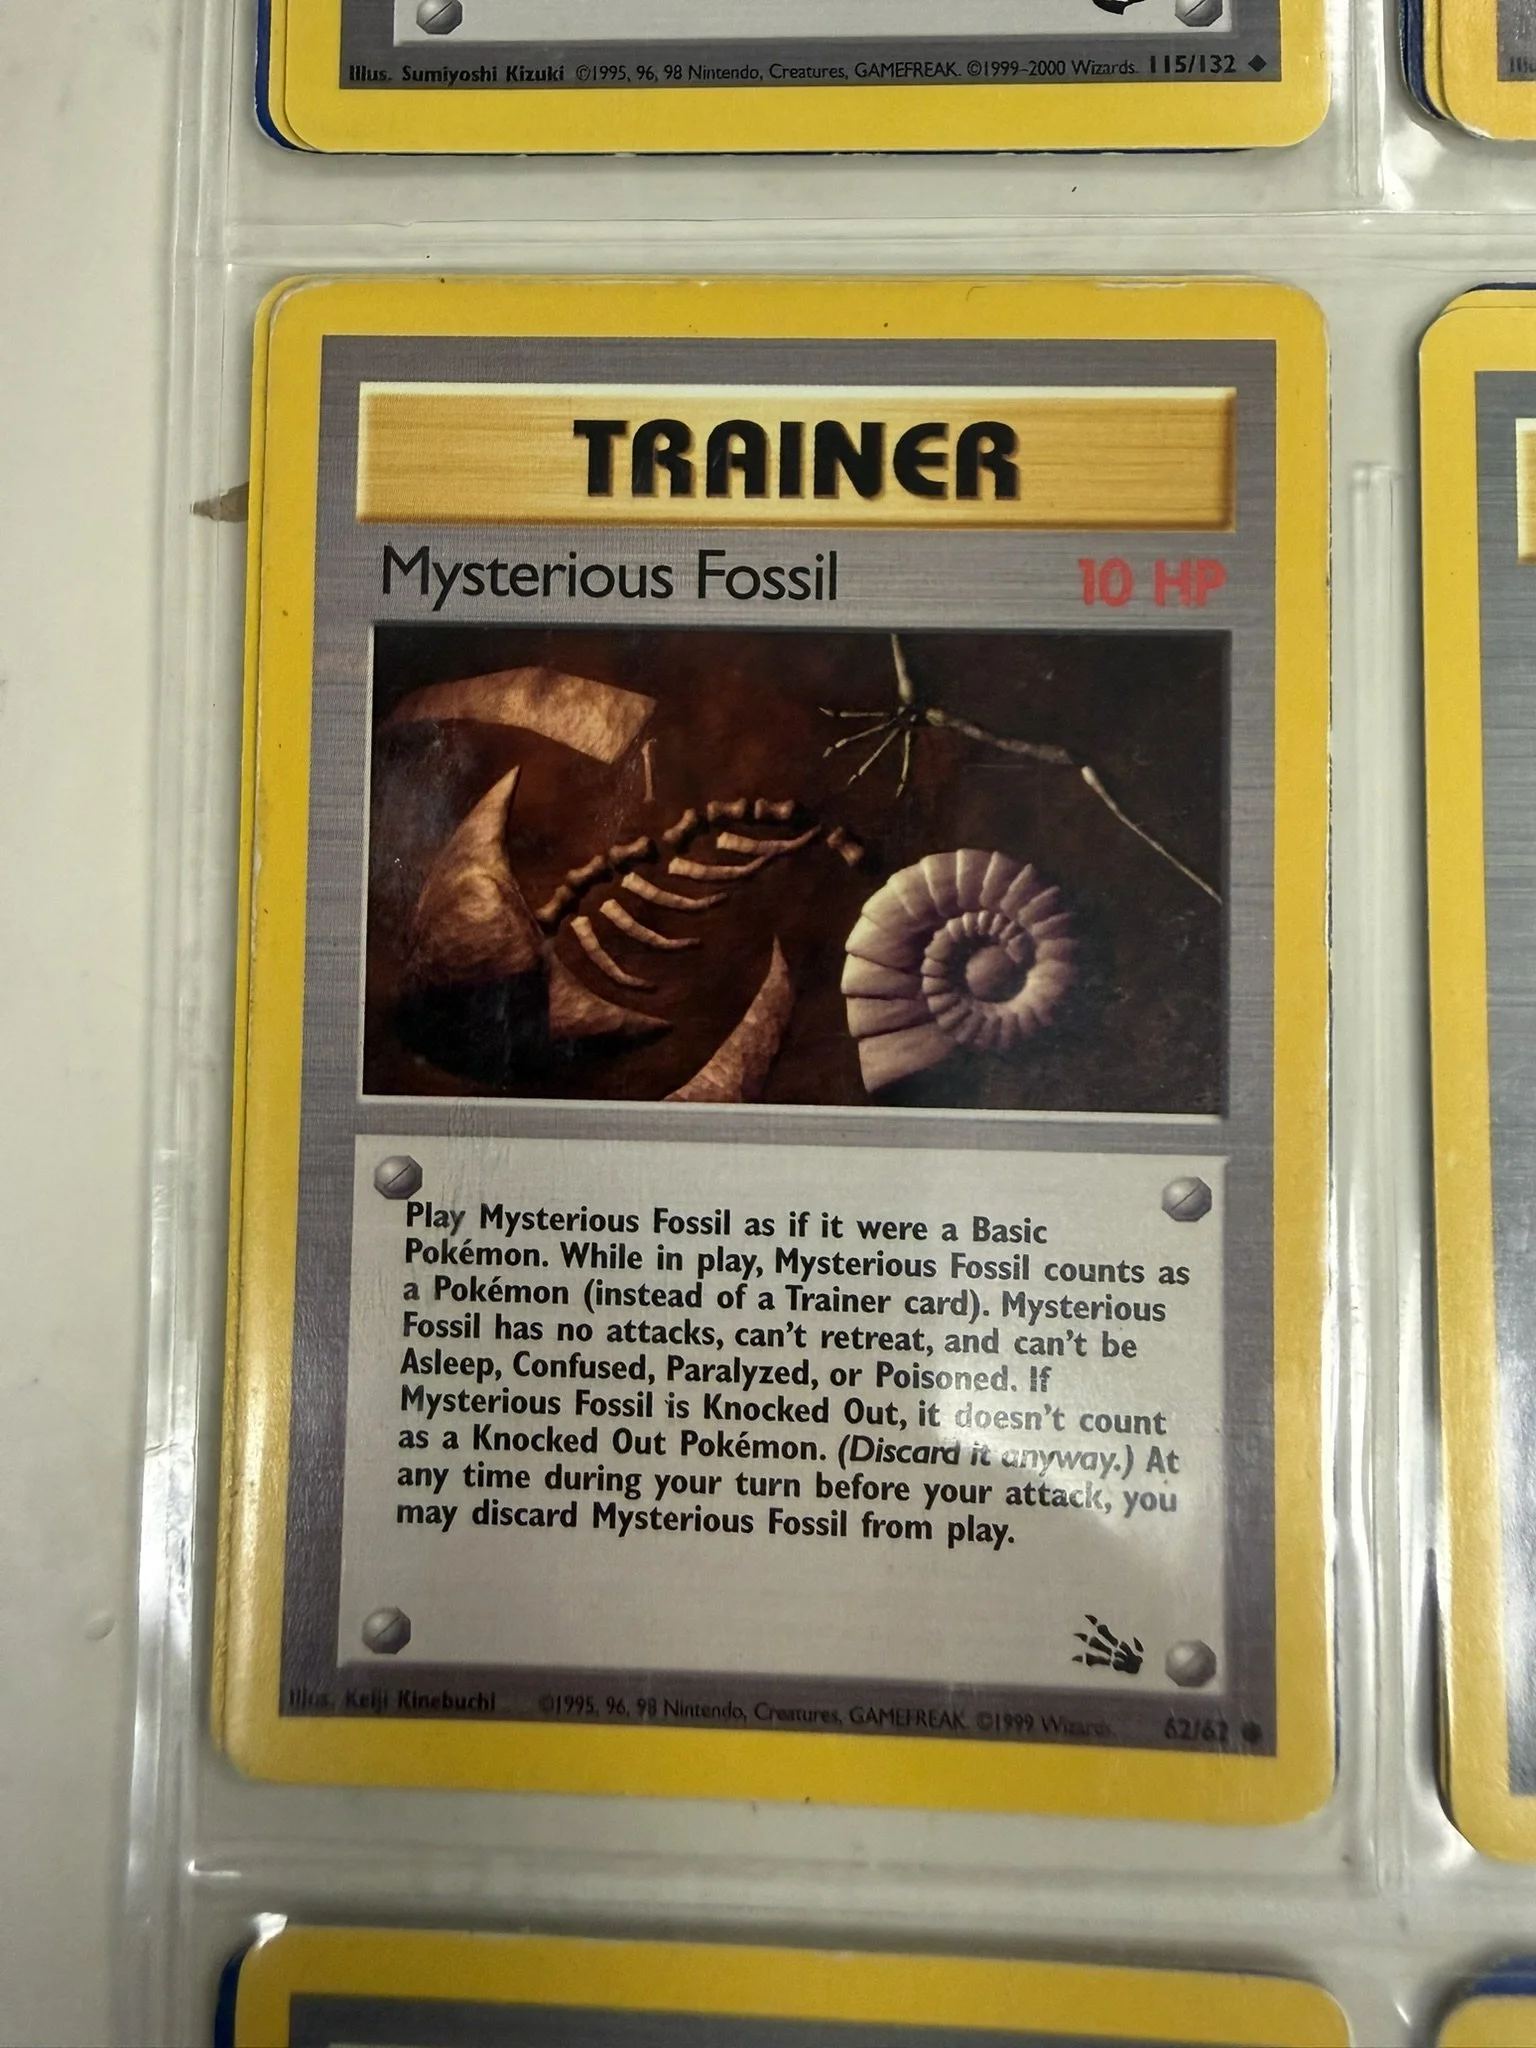 Illus. Sumiyoshi Kizuki ©1995, 96, 98 Nintendo, Creatures, GAMEFREAK. ©1999-2000 Wizards. 115/132 ◆
TRAINER
Mysterious Fossil 10 HP
Play Mysterious Fossil as if it were a Basic
Pokémon. While in play, Mysterious Fossil counts as
a Pokémon (instead of a Trainer card). Mysterious
Fossil has no attacks, can't retreat, and can't be
Asleep, Confused, Paralyzed, or Poisoned. If
Mysterious Fossil is Knocked Out, it doesn't count
as a Knocked Out Pokémon. (Discard it anyway.) At
any time during your turn before your attack, you
may discard Mysterious Fossil from play.
Illus. Keiji Kinebuchi ©1995, 96, 98 Nintendo, Creatures, GAMEFREAK. ©1999 Wizards. 62/62 ●